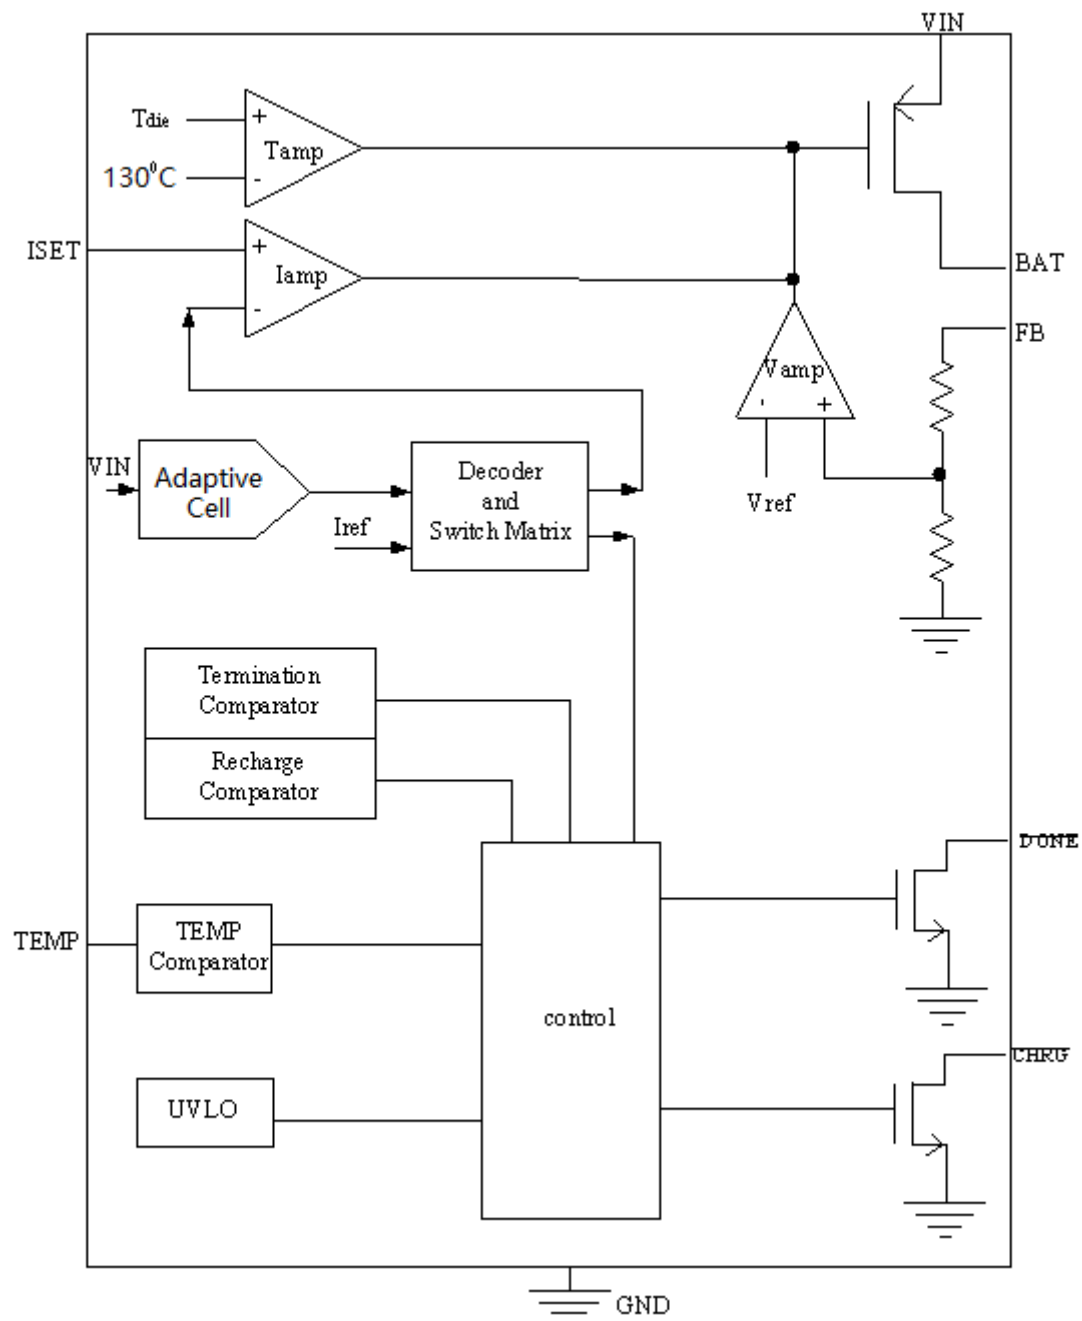 VIN
Tdie
+
Tamp
130⁰C
-
ISET
+
Iamp
-
BAT
FB
Vamp
- +
VIN
Adaptive
Cell
Decoder
and
Switch Matrix
Iref
Vref
Termination
Comparator
Recharge
Comparator
DONE
TEMP
TEMP
Comparator
control
CHRG
UVLO
GND